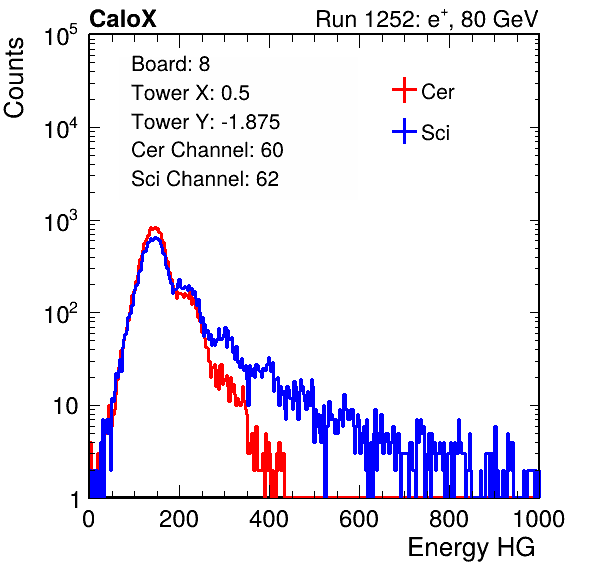 CaloX Run 1252: e⁺, 80 GeV
Counts
10⁵
10⁴
10³
10²
10
1
Board: 8
Tower X: 0.5
Tower Y: -1.875
Cer Channel: 60
Sci Channel: 62
Cer
Sci
0 200 400 600 800 1000
Energy HG